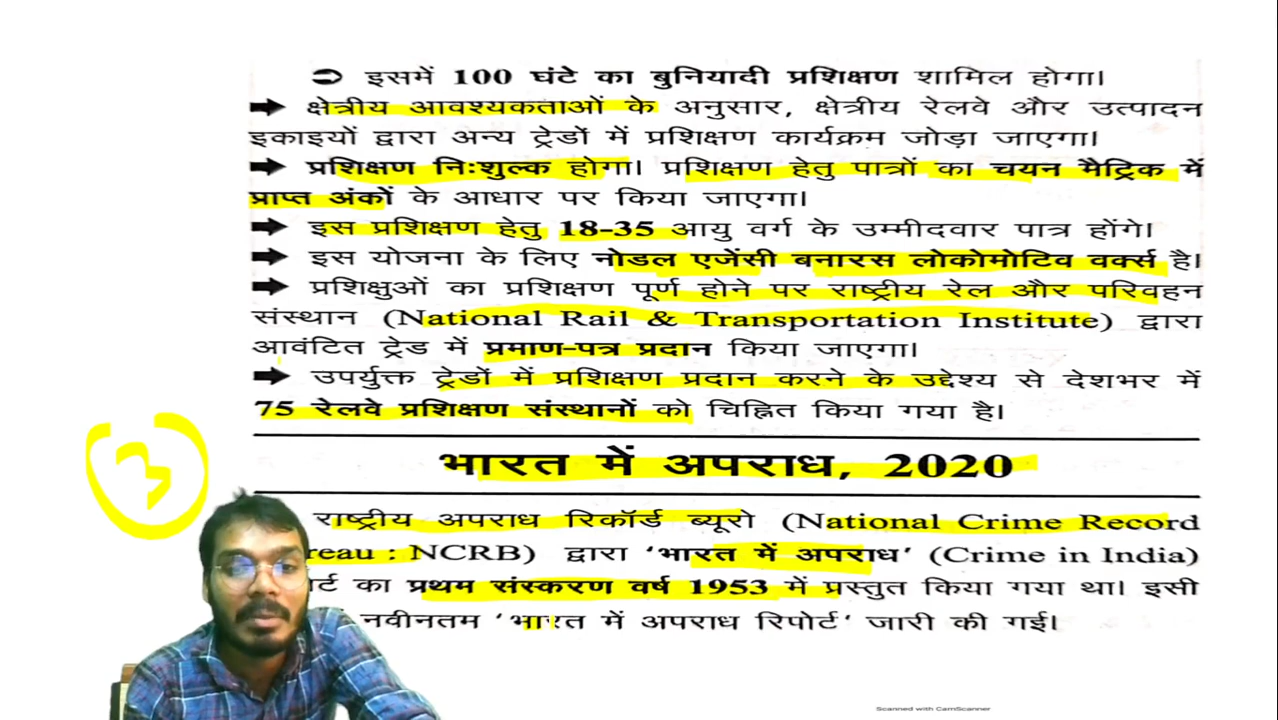 ➲ इसमें 100 घंटे का बुनियादी प्रशिक्षण शामिल होगा।
➡ क्षेत्रीय आवश्यकताओं के अनुसार, क्षेत्रीय रेलवे और उत्पादन
इकाइयों द्वारा अन्य ट्रेडों में प्रशिक्षण कार्यक्रम जोड़ा जाएगा।
➡ प्रशिक्षण निःशुल्क होगा। प्रशिक्षण हेतु पात्रों का चयन मैट्रिक में
प्राप्त अंकों के आधार पर किया जाएगा।
➡ इस प्रशिक्षण हेतु 18-35 आयु वर्ग के उम्मीदवार पात्र होंगे।
➡ इस योजना के लिए नोडल एजेंसी बनारस लोकोमोटिव वर्क्स है।
➡ प्रशिक्षुओं का प्रशिक्षण पूर्ण होने पर राष्ट्रीय रेल और परिवहन
संस्थान (National Rail & Transportation Institute) द्वारा
आवंटित ट्रेड में प्रमाण-पत्र प्रदान किया जाएगा।
➡ उपर्युक्त ट्रेडों में प्रशिक्षण प्रदान करने के उद्देश्य से देशभर में
75 रेलवे प्रशिक्षण संस्थानों को चिह्नित किया गया है।
3
भारत में अपराध, 2020
राष्ट्रीय अपराध रिकॉर्ड ब्यूरो (National Crime Record
reau : NCRB) द्वारा 'भारत में अपराध' (Crime in India)
र्ट का प्रथम संस्करण वर्ष 1953 में प्रस्तुत किया गया था। इसी
नवीनतम 'भारत में अपराध रिपोर्ट' जारी की गई।
Scanned with CamScanner